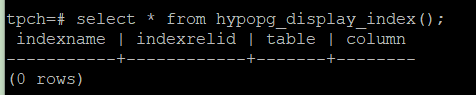 tpch=# select * from hypopg_display_index();
 indexname | indexrelid | table | column
-----------+------------+-------+--------
(0 rows)